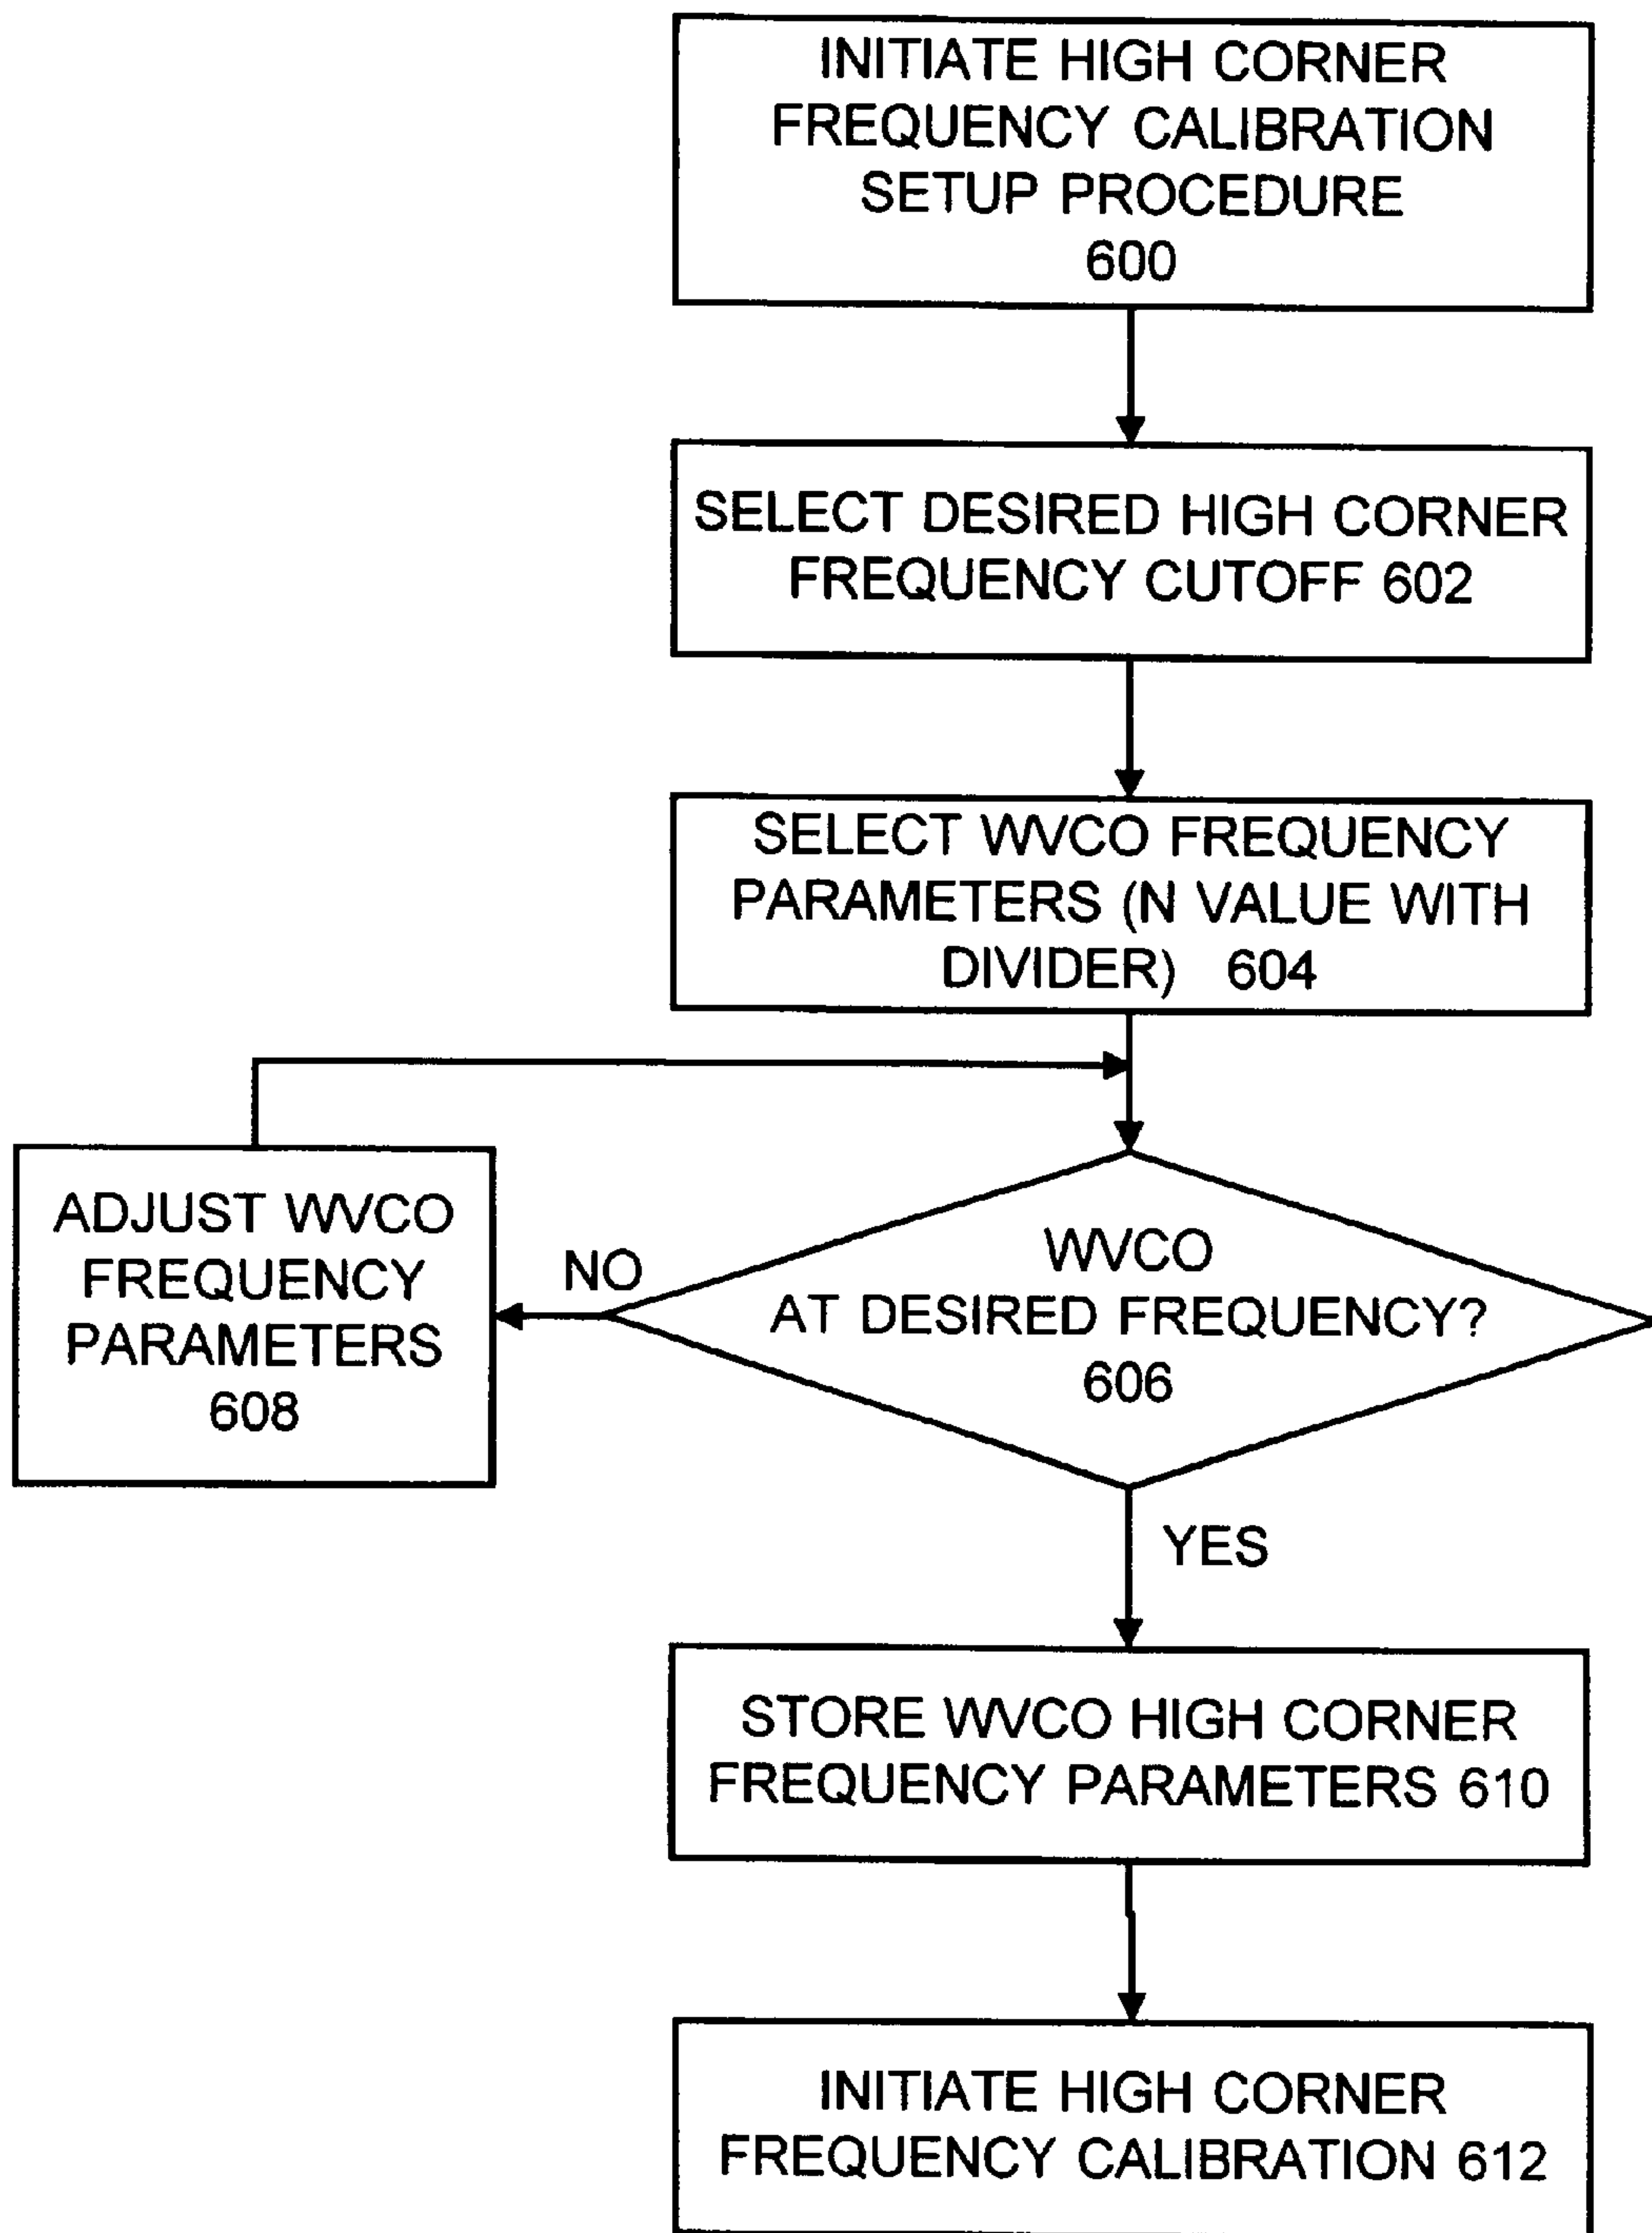 INITIATE HIGH CORNER
FREQUENCY CALIBRATION
SETUP PROCEDURE
600
SELECT DESIRED HIGH CORNER
FREQUENCY CUTOFF 602
SELECT WVCO FREQUENCY
PARAMETERS (N VALUE WITH
DIVIDER) 604
ADJUST WVCO
FREQUENCY
PARAMETERS
608
NO
WVCO
AT DESIRED FREQUENCY?
606
YES
STORE WVCO HIGH CORNER
FREQUENCY PARAMETERS 610
INITIATE HIGH CORNER
FREQUENCY CALIBRATION 612